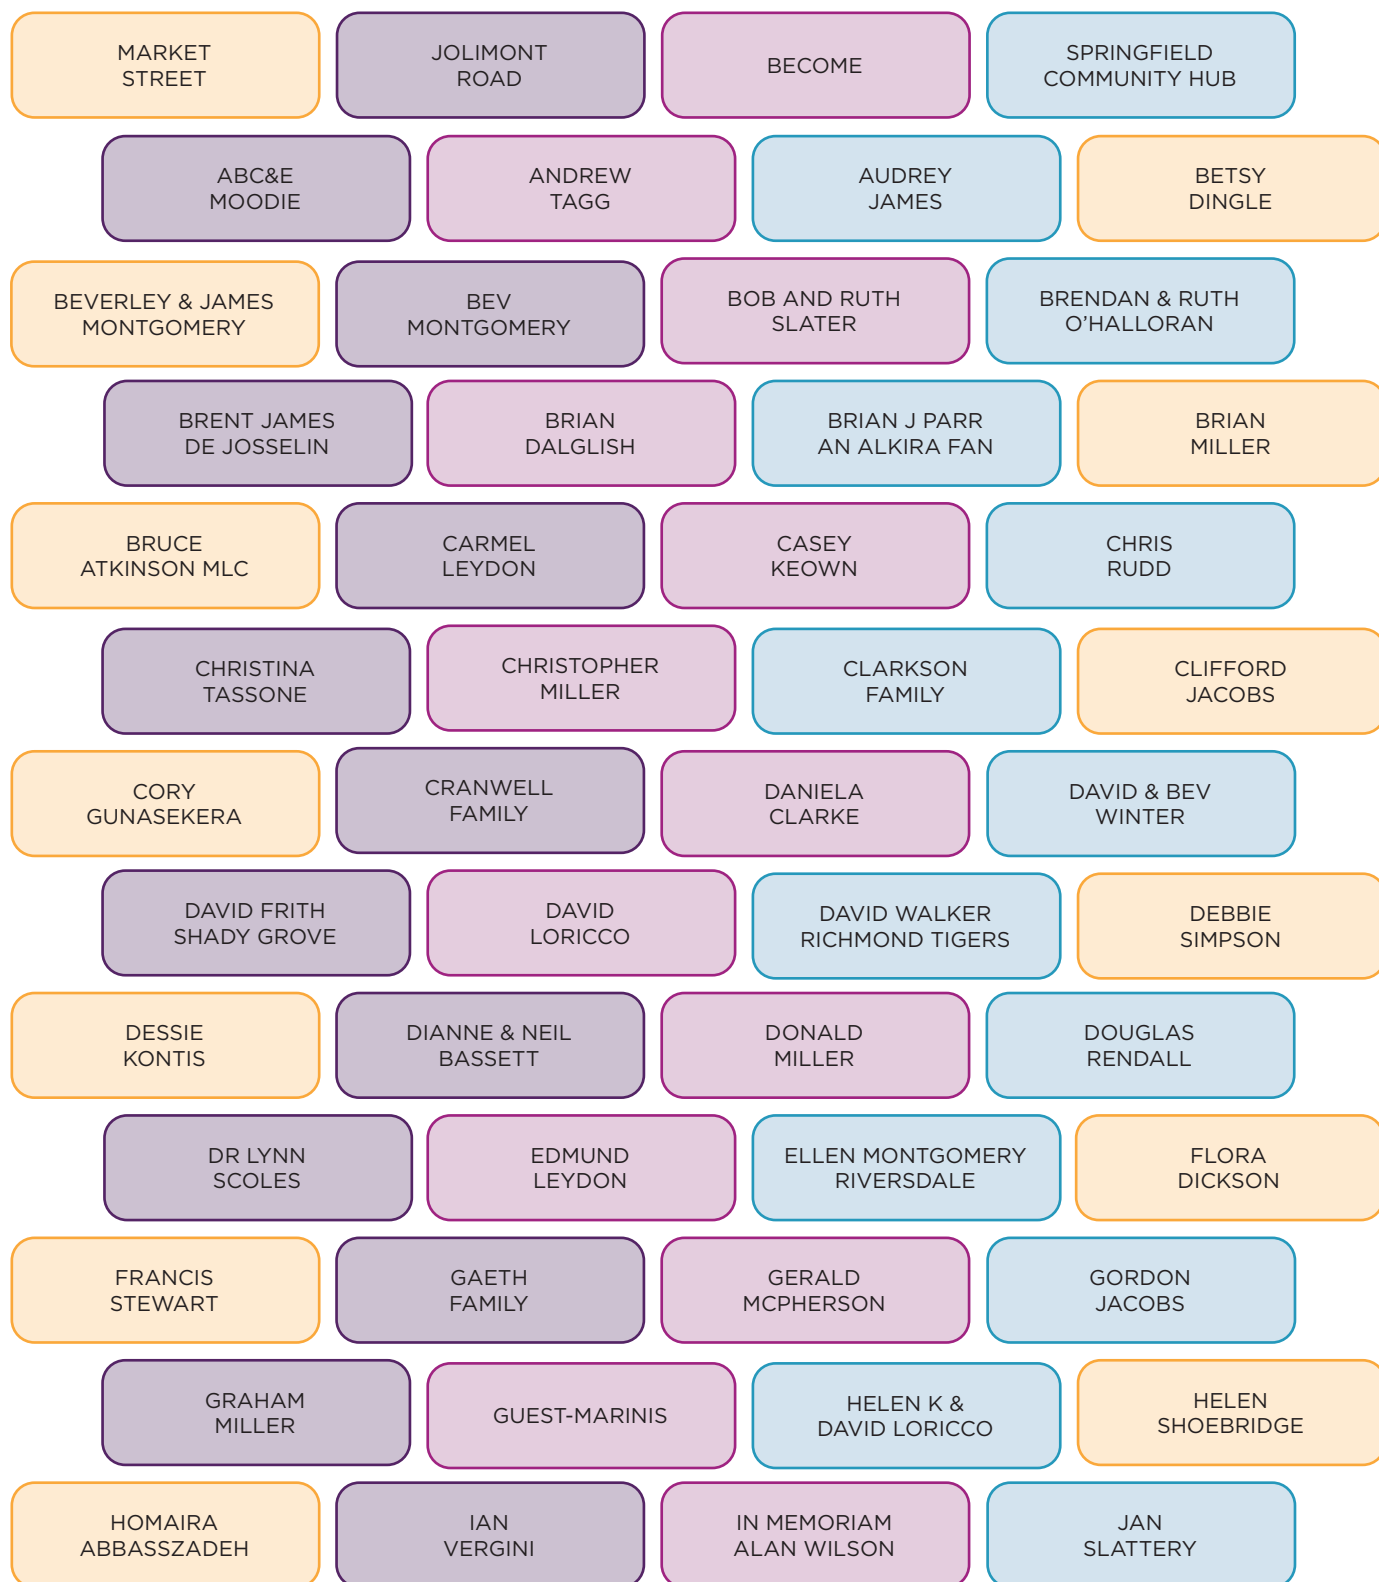 MARKET
STREET
JOLIMONT
ROAD
BECOME
SPRINGFIELD
COMMUNITY HUB
ABC&E
MOODIE
ANDREW
TAGG
AUDREY
JAMES
BETSY
DINGLE
BEVERLEY & JAMES
MONTGOMERY
BEV
MONTGOMERY
BOB AND RUTH
SLATER
BRENDAN & RUTH
O'HALLORAN
BRENT JAMES
DE JOSSELIN
BRIAN
DALGLISH
BRIAN J PARR
AN ALKIRA FAN
BRIAN
MILLER
BRUCE
ATKINSON MLC
CARMEL
LEYDON
CASEY
KEOWN
CHRIS
RUDD
CHRISTINA
TASSONE
CHRISTOPHER
MILLER
CLARKSON
FAMILY
CLIFFORD
JACOBS
CORY
GUNASEKERA
CRANWELL
FAMILY
DANIELA
CLARKE
DAVID & BEV
WINTER
DAVID FRITH
SHADY GROVE
DAVID
LORICCO
DAVID WALKER
RICHMOND TIGERS
DEBBIE
SIMPSON
DESSIE
KONTIS
DIANNE & NEIL
BASSETT
DONALD
MILLER
DOUGLAS
RENDALL
DR LYNN
SCOLES
EDMUND
LEYDON
ELLEN MONTGOMERY
RIVERSDALE
FLORA
DICKSON
FRANCIS
STEWART
GAETH
FAMILY
GERALD
MCPHERSON
GORDON
JACOBS
GRAHAM
MILLER
GUEST-MARINIS
HELEN K &
DAVID LORICCO
HELEN
SHOEBRIDGE
HOMAIRA
ABBASSZADEH
IAN
VERGINI
IN MEMORIAM
ALAN WILSON
JAN
SLATTERY